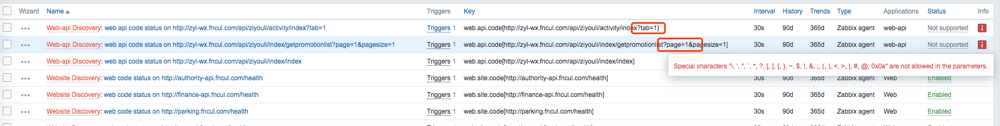 Wizard Name Triggers Key Interval History Trends Type Applications Status Info
Web-api Discovery: web api code status on http://zyl-wx.fncul.com/api/ziyouli/activity/index?tab=1 Triggers 1 web.api.code[http://zyl-wx.fncul.com/api/ziyouli/activity/index?tab=1] 30s 90d 365d Zabbix agent web-api Not supported i
Web-api Discovery: web api code status on http://zyl-wx.fncul.com/api/ziyouli/index/getpromotionlist?page=1&pagesize=1 Triggers 1 web.api.code[http://zyl-wx.fncul.com/api/ziyouli/index/getpromotionlist?page=1&pagesize=1] 30s 90d 365d Zabbix agent web-api Not supported i
Web-api Discovery: web api code status on http://zyl-wx.fncul.com/api/ziyouli/index/index Triggers 1 web.api.code[http://zyl-wx.fncul.com/api/ziyouli/index/index]
Special characters "\, ', ", `, *, ?, [, ], {, }, ~, $, !, &, ;, (, ), <, >, |, #, @, 0x0a" are not allowed in the parameters.
Website Discovery: web code status on http://authority-api.fncul.com/health Triggers 1 web.site.code[http://authority-api.fncul.com/health] 30s 90d 365d Zabbix agent Web Enabled
Website Discovery: web code status on http://finance-api.fncul.com/health Triggers 1 web.site.code[http://finance-api.fncul.com/health] 30s 90d 365d Zabbix agent Web Enabled
Website Discovery: web code status on http://parking.fncul.com/health Triggers 1 web.site.code[http://parking.fncul.com/health] 30s 90d 365d Zabbix agent Web Enabled